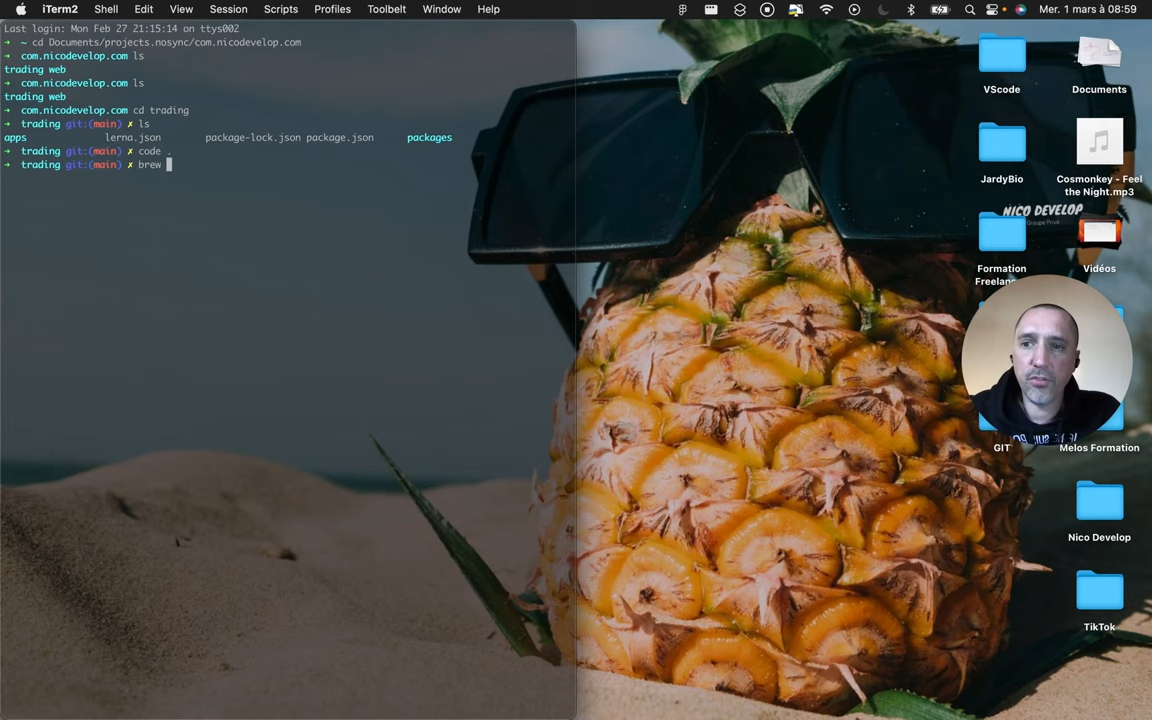 iTerm2 Shell Edit View Session Scripts Profiles Toolbelt Window Help Mer. 1 mars à 08:59
Last login: Mon Feb 27 21:15:14 on ttys002
➜ ~ cd Documents/projects.nosync/com.nicodevelop.com
➜ com.nicodevelop.com ls
trading web
➜ com.nicodevelop.com ls
trading web
➜ com.nicodevelop.com cd trading
➜ trading git:(main) ✗ ls
apps lerna.json package-lock.json package.json packages
➜ trading git:(main) ✗ code .
➜ trading git:(main) ✗ brew
VScode
Documents
JardyBio
Cosmonkey - Feel
the Night.mp3
NICO DEVELOP
Groupe Privé
Formation
Vidéos
GIT
Melos Formation
Nico Develop
TikTok